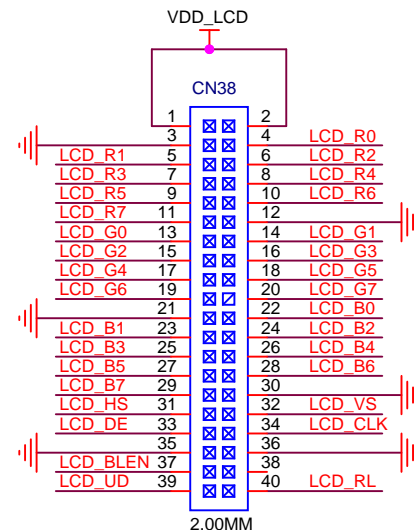 VDD_LCD
CN38
1 2
3 4 LCD_R0
LCD_R1 5 6 LCD_R2
LCD_R3 7 8 LCD_R4
LCD_R5 9 10 LCD_R6
LCD_R7 11 12
LCD_G0 13 14 LCD_G1
LCD_G2 15 16 LCD_G3
LCD_G4 17 18 LCD_G5
LCD_G6 19 20 LCD_G7
21 22 LCD_B0
LCD_B1 23 24 LCD_B2
LCD_B3 25 26 LCD_B4
LCD_B5 27 28 LCD_B6
LCD_B7 29 30
LCD_HS 31 32 LCD_VS
LCD_DE 33 34 LCD_CLK
35 36
LCD_BLEN 37 38
LCD_UD 39 40 LCD_RL
2.00MM